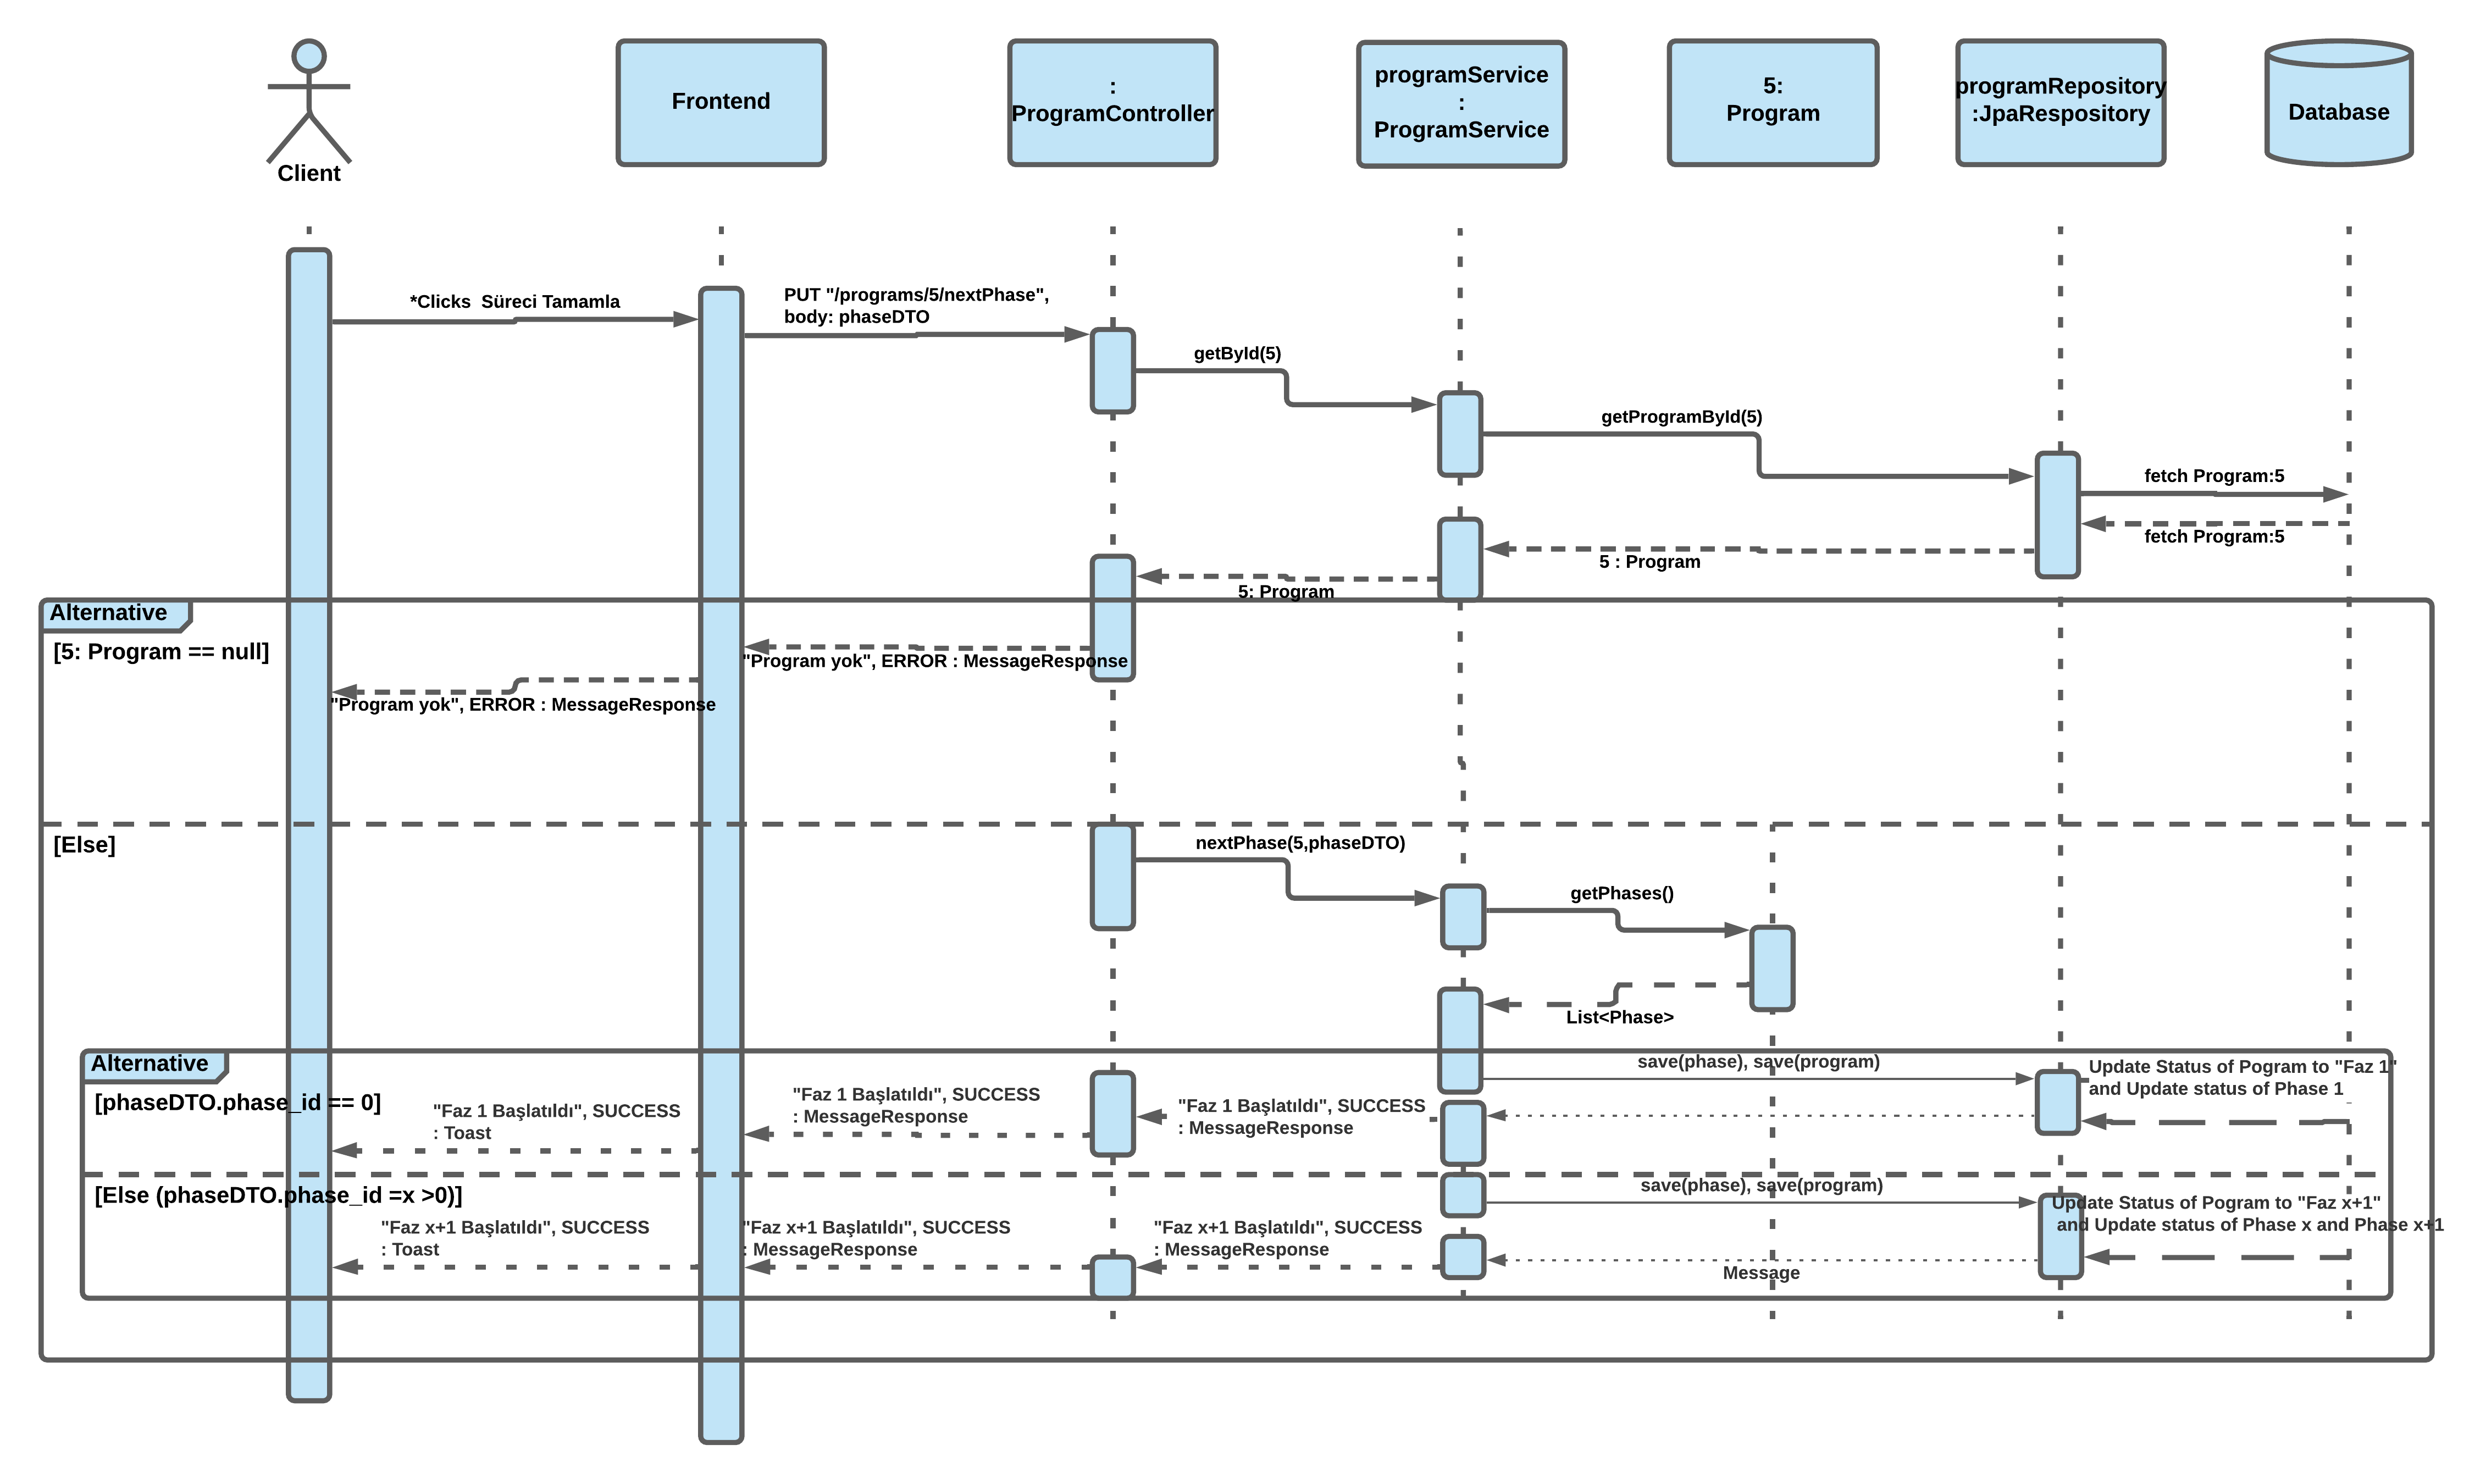 Client
Frontend
:
ProgramController
programService
:
ProgramService
5:
Program
programRepository
:JpaRespository
Database
*Clicks  Süreci Tamamla
PUT "/programs/5/nextPhase",
body: phaseDTO
getById(5)
getProgramById(5)
fetch Program:5
fetch Program:5
5 : Program
5: Program
Alternative
[5: Program == null]
"Program yok", ERROR : MessageResponse
"Program yok", ERROR : MessageResponse
[Else]
nextPhase(5,phaseDTO)
getPhases()
List<Phase>
Alternative
[phaseDTO.phase_id == 0]
save(phase), save(program)
Update Status of Pogram to "Faz 1"
and Update status of Phase 1
"Faz 1 Başlatıldı", SUCCESS
: Toast
"Faz 1 Başlatıldı", SUCCESS
: MessageResponse
"Faz 1 Başlatıldı", SUCCESS
: MessageResponse
[Else (phaseDTO.phase_id =x >0)]
save(phase), save(program)
Update Status of Pogram to "Faz x+1"
and Update status of Phase x and Phase x+1
"Faz x+1 Başlatıldı", SUCCESS
: Toast
"Faz x+1 Başlatıldı", SUCCESS
: MessageResponse
"Faz x+1 Başlatıldı", SUCCESS
: MessageResponse
Message